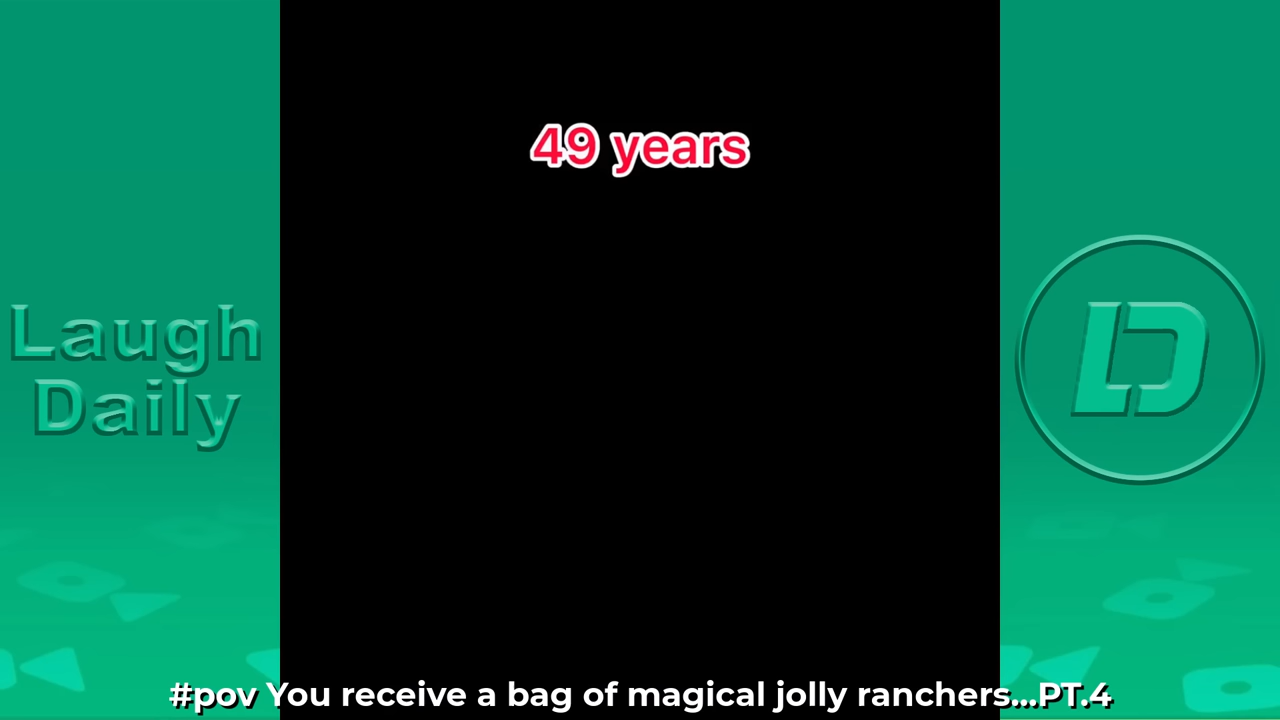 49 years
Laugh
Daily
LD
#pov You receive a bag of magical jolly ranchers...PT.4